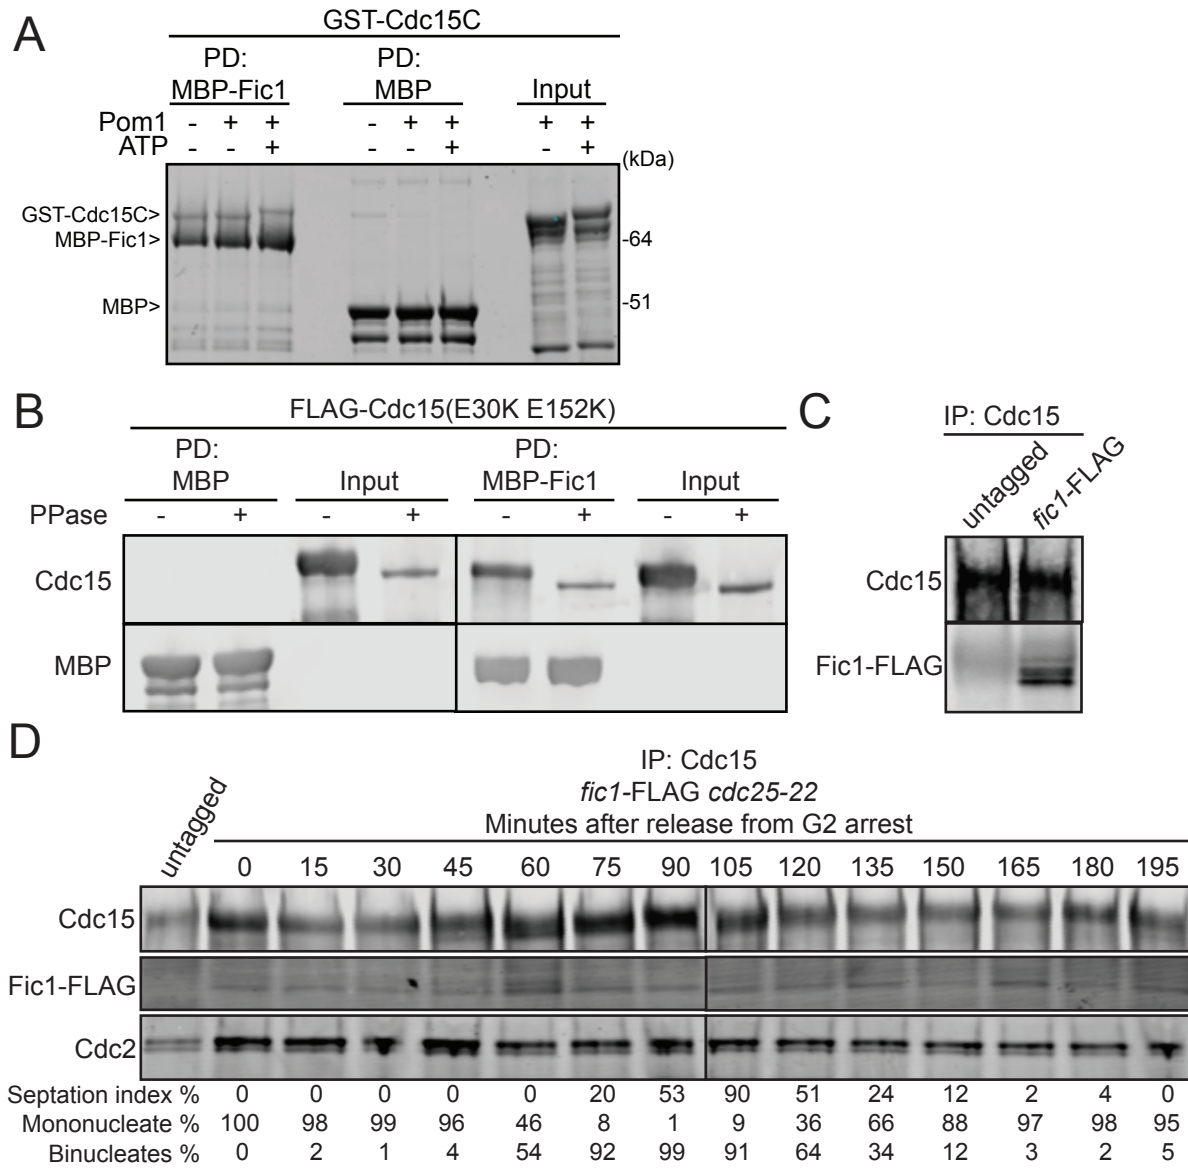 A
GST-Cdc15C
PD: PD:
MBP-Fic1 MBP Input
Pom1 - + + - + + + +
ATP - - + - - + - +
(kDa)
GST-Cdc15C>
MBP-Fic1> -64
MBP> -51
B
FLAG-Cdc15(E30K E152K)
PD: PD:
MBP Input MBP-Fic1 Input
PPase - + - + - + - +
Cdc15
MBP
C
IP: Cdc15
untagged fic1-FLAG
Cdc15
Fic1-FLAG
D
IP: Cdc15
fic1-FLAG cdc25-22
Minutes after release from G2 arrest
untagged 0 15 30 45 60 75 90 105 120 135 150 165 180 195
Cdc15
Fic1-FLAG
Cdc2
Septation index % 0 0 0 0 0 20 53 90 51 24 12 2 4 0
Mononucleate % 100 98 99 96 46 8 1 9 36 66 88 97 98 95
Binucleates % 0 2 1 4 54 92 99 91 64 34 12 3 2 5